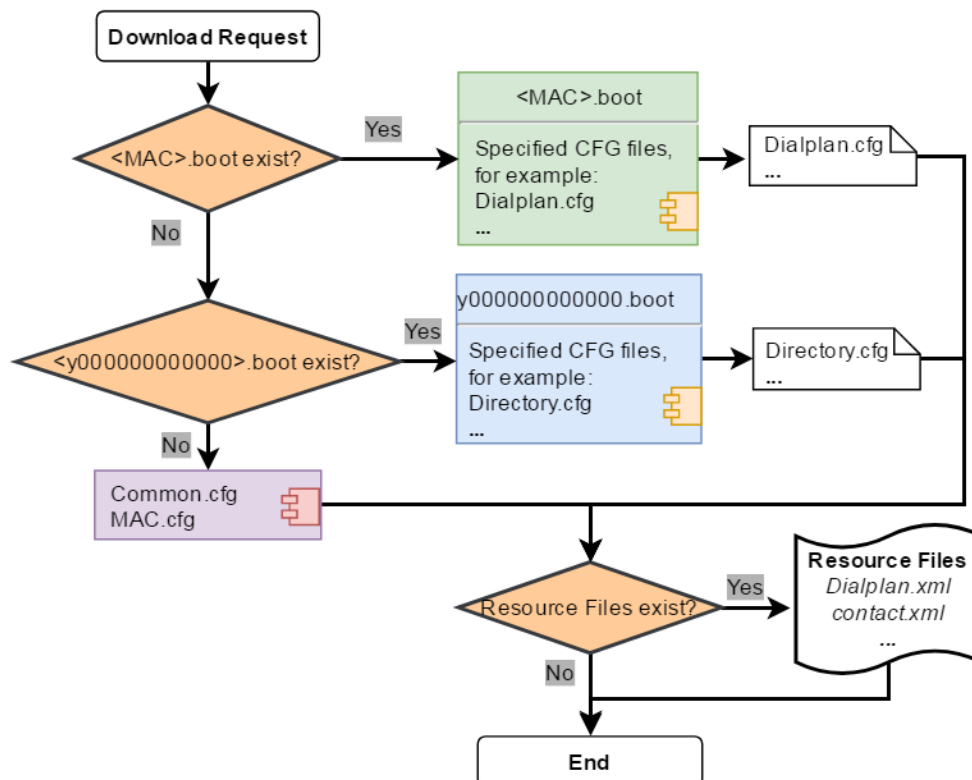 Download Request
<MAC>.boot exist?
Yes
<MAC>.boot
Specified CFG files,
for example:
Dialplan.cfg
...
Dialplan.cfg
...
No
<y000000000000>.boot exist?
Yes
y000000000000.boot
Specified CFG files,
for example:
Directory.cfg
...
Directory.cfg
...
No
Common.cfg
MAC.cfg
Resource Files exist?
Yes
Resource Files
Dialplan.xml
contact.xml
...
No
End